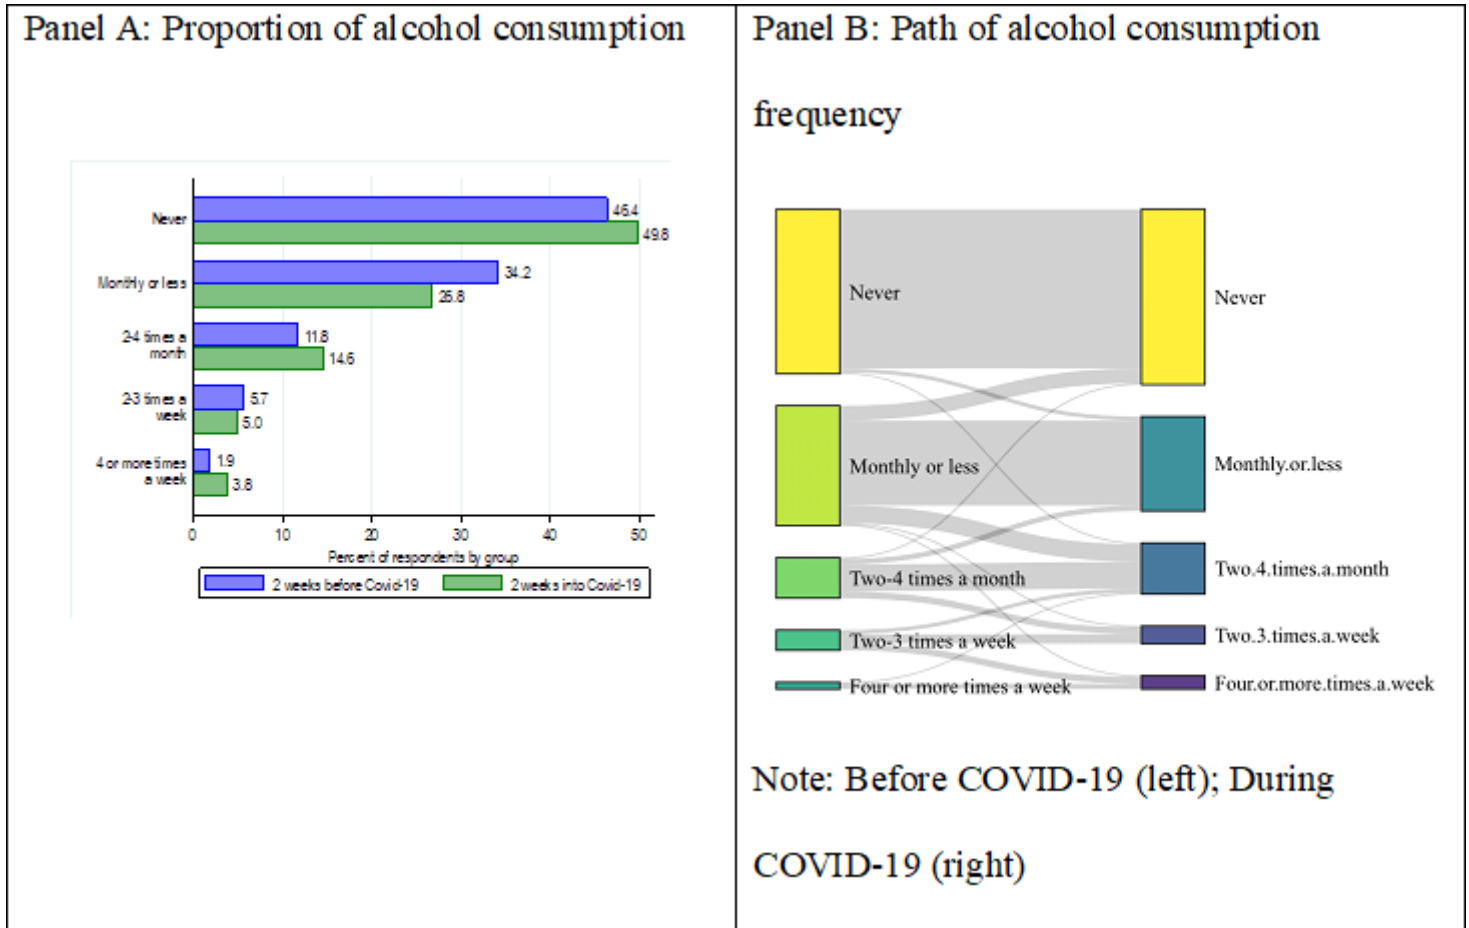 Panel A: Proportion of alcohol consumption
Never
46.4
49.8
Monthly or less
34.2
26.8
2-4 times a
month
11.8
14.6
2-3 times a
week
5.7
5.0
4 or more times
a week
1.9
3.8
0 10 20 30 40 50
Percent of respondents by group
2 weeks before Covid-19 2 weeks into Covid-19
Panel B: Path of alcohol consumption
frequency
Never
Never
Monthly or less
Monthly.or.less
Two-4 times a month
Two.4.times.a.month
Two-3 times a week
Two.3.times.a.week
Four or more times a week
Four.or.more.times.a.week
Note: Before COVID-19 (left); During
COVID-19 (right)